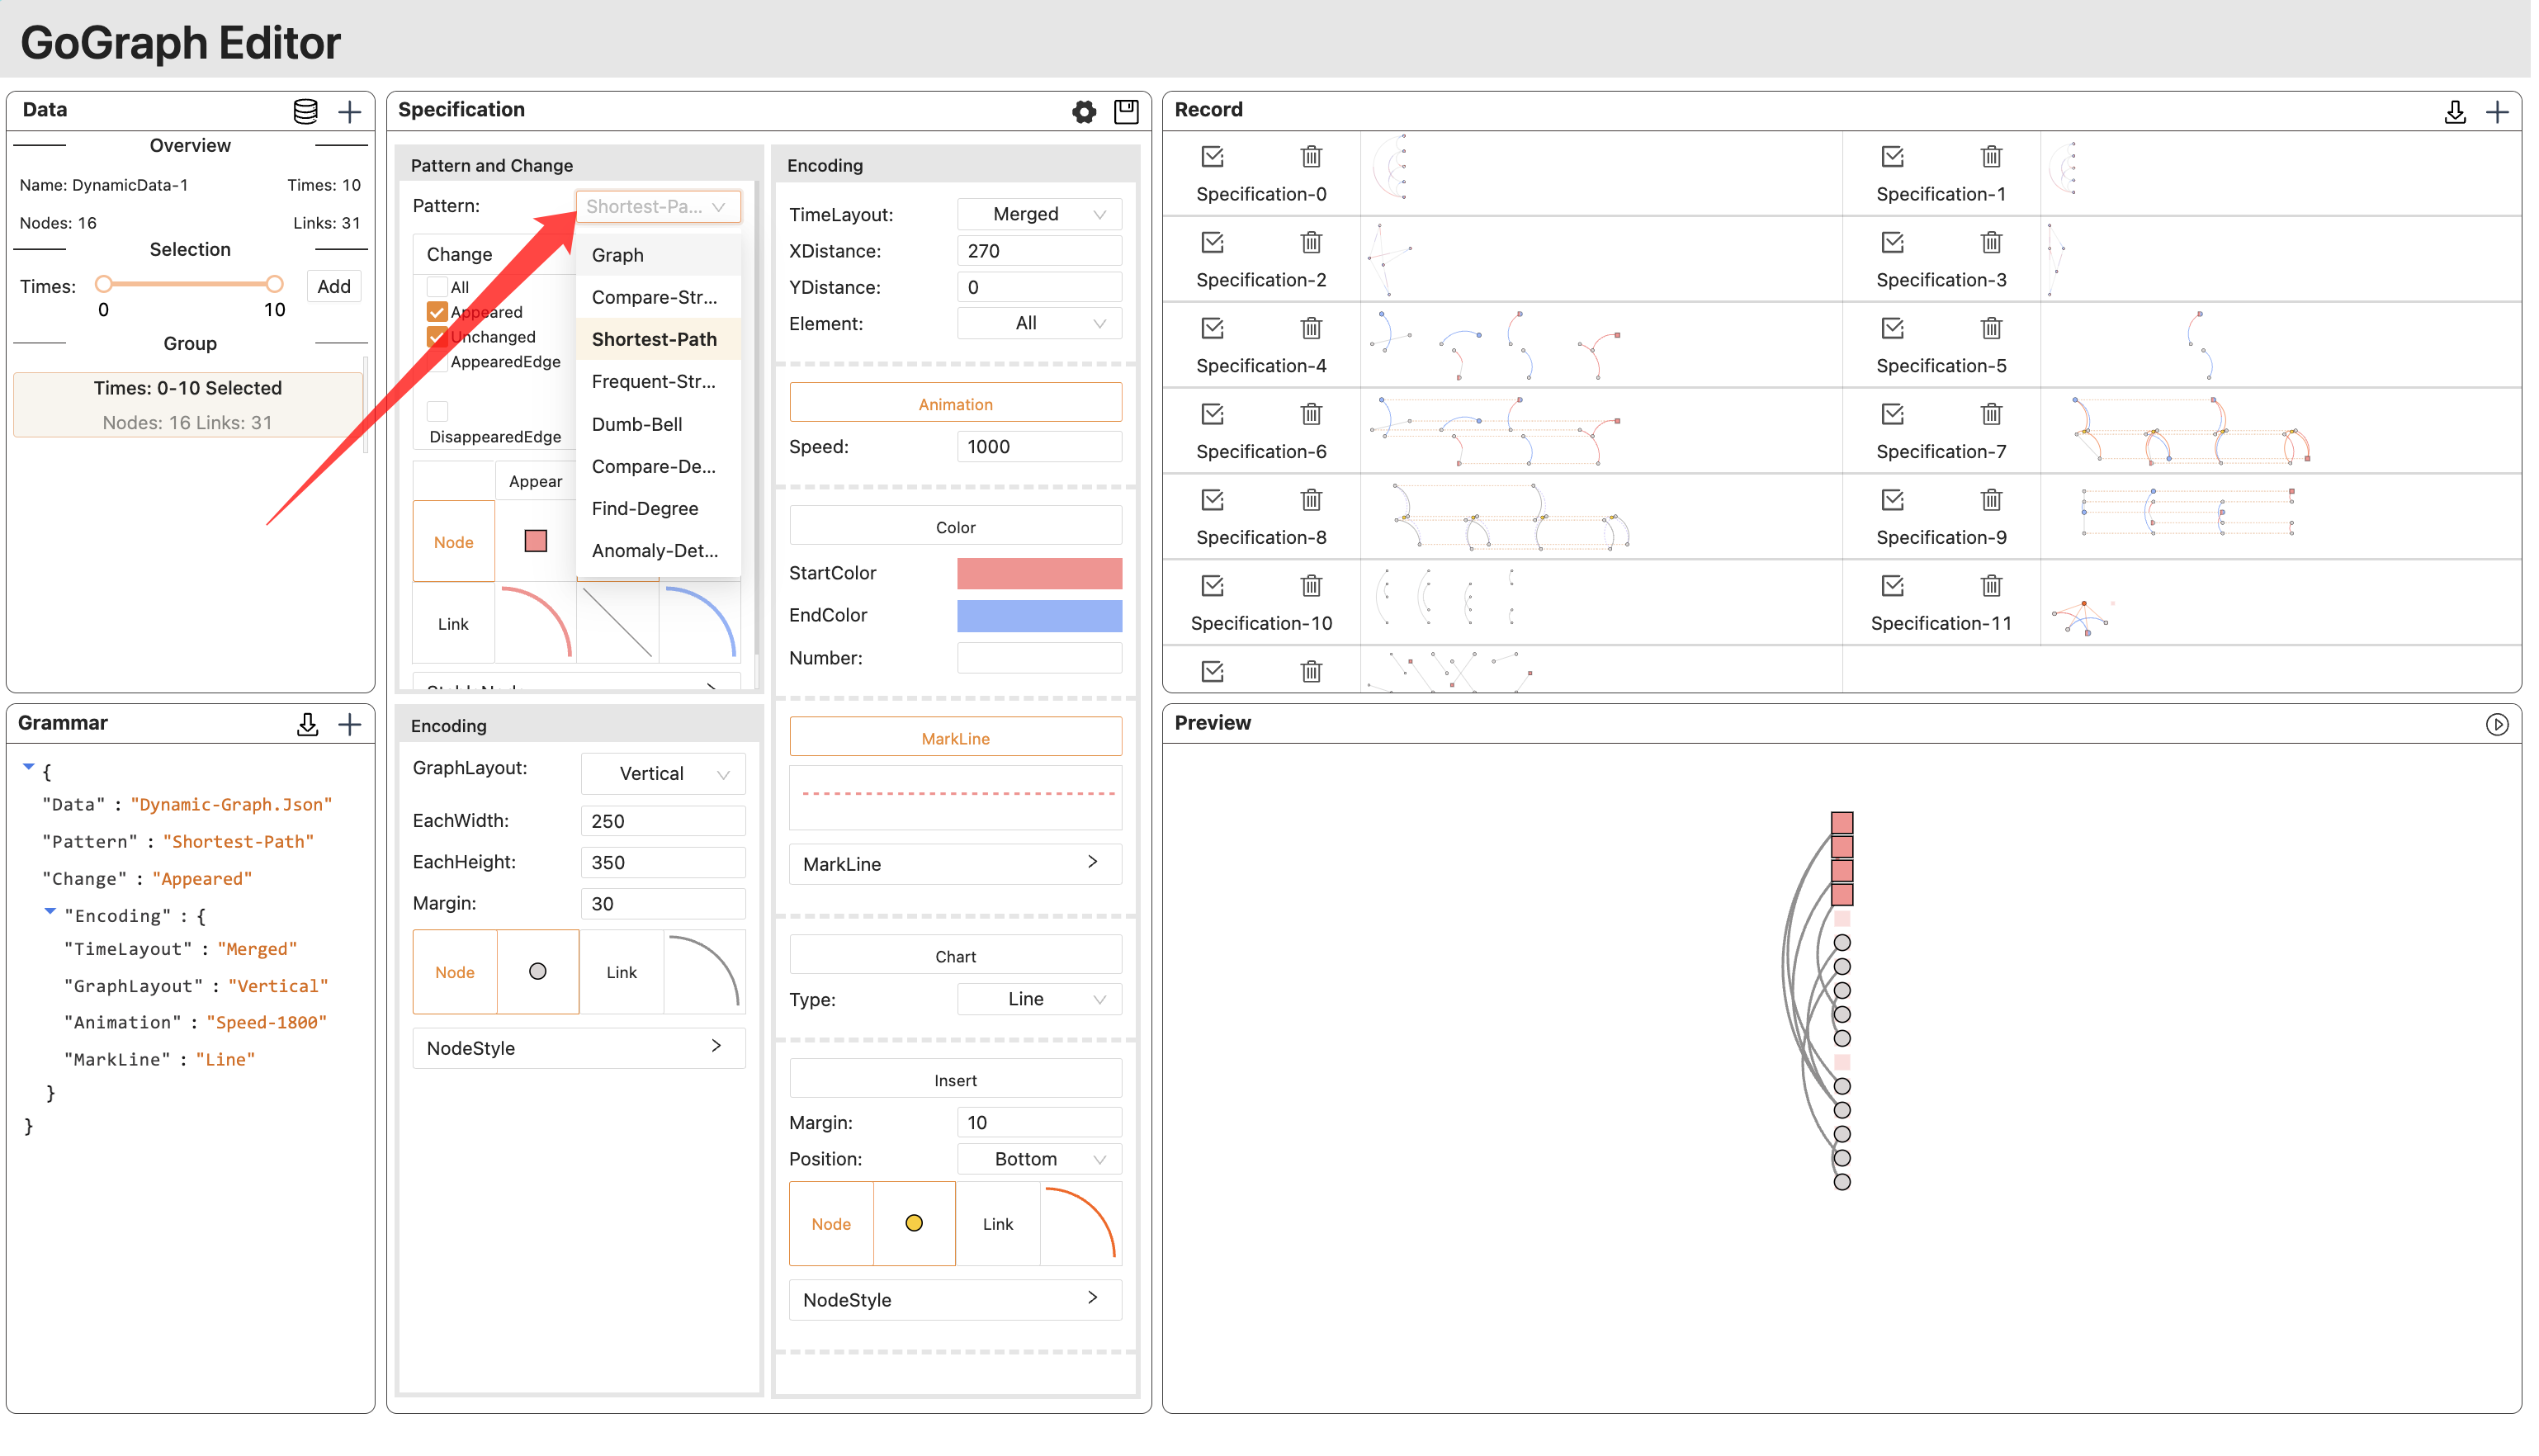 GoGraph Editor
Data
Overview
Name: DynamicData-1 Times: 10
Nodes: 16 Links: 31
Selection
Times: Add
0 10
Group
Times: 0-10 Selected
Nodes: 16 Links: 31
Grammar
{
"Data" : "Dynamic-Graph.Json"
"Pattern" : "Shortest-Path"
"Change" : "Appeared"
"Encoding" : {
"TimeLayout" : "Merged"
"GraphLayout" : "Vertical"
"Animation" : "Speed-1800"
"MarkLine" : "Line"
}
}
Specification
Pattern and Change
Pattern: Shortest-Pa...
Change
All
Appeared
Unchanged
AppearedEdge
DisappearedEdge
Graph
Compare-Str...
Shortest-Path
Frequent-Str...
Dumb-Bell
Compare-De...
Find-Degree
Anomaly-Det...
Appear
Node
Link
Encoding
GraphLayout: Vertical
EachWidth: 250
EachHeight: 350
Margin: 30
Node Link
NodeStyle
Encoding
TimeLayout: Merged
XDistance: 270
YDistance: 0
Element: All
Animation
Speed: 1000
Color
StartColor
EndColor
Number:
MarkLine
MarkLine
Chart
Type: Line
Insert
Margin: 10
Position: Bottom
Node Link
NodeStyle
Record
Specification-0 Specification-1
Specification-2 Specification-3
Specification-4 Specification-5
Specification-6 Specification-7
Specification-8 Specification-9
Specification-10 Specification-11
Preview